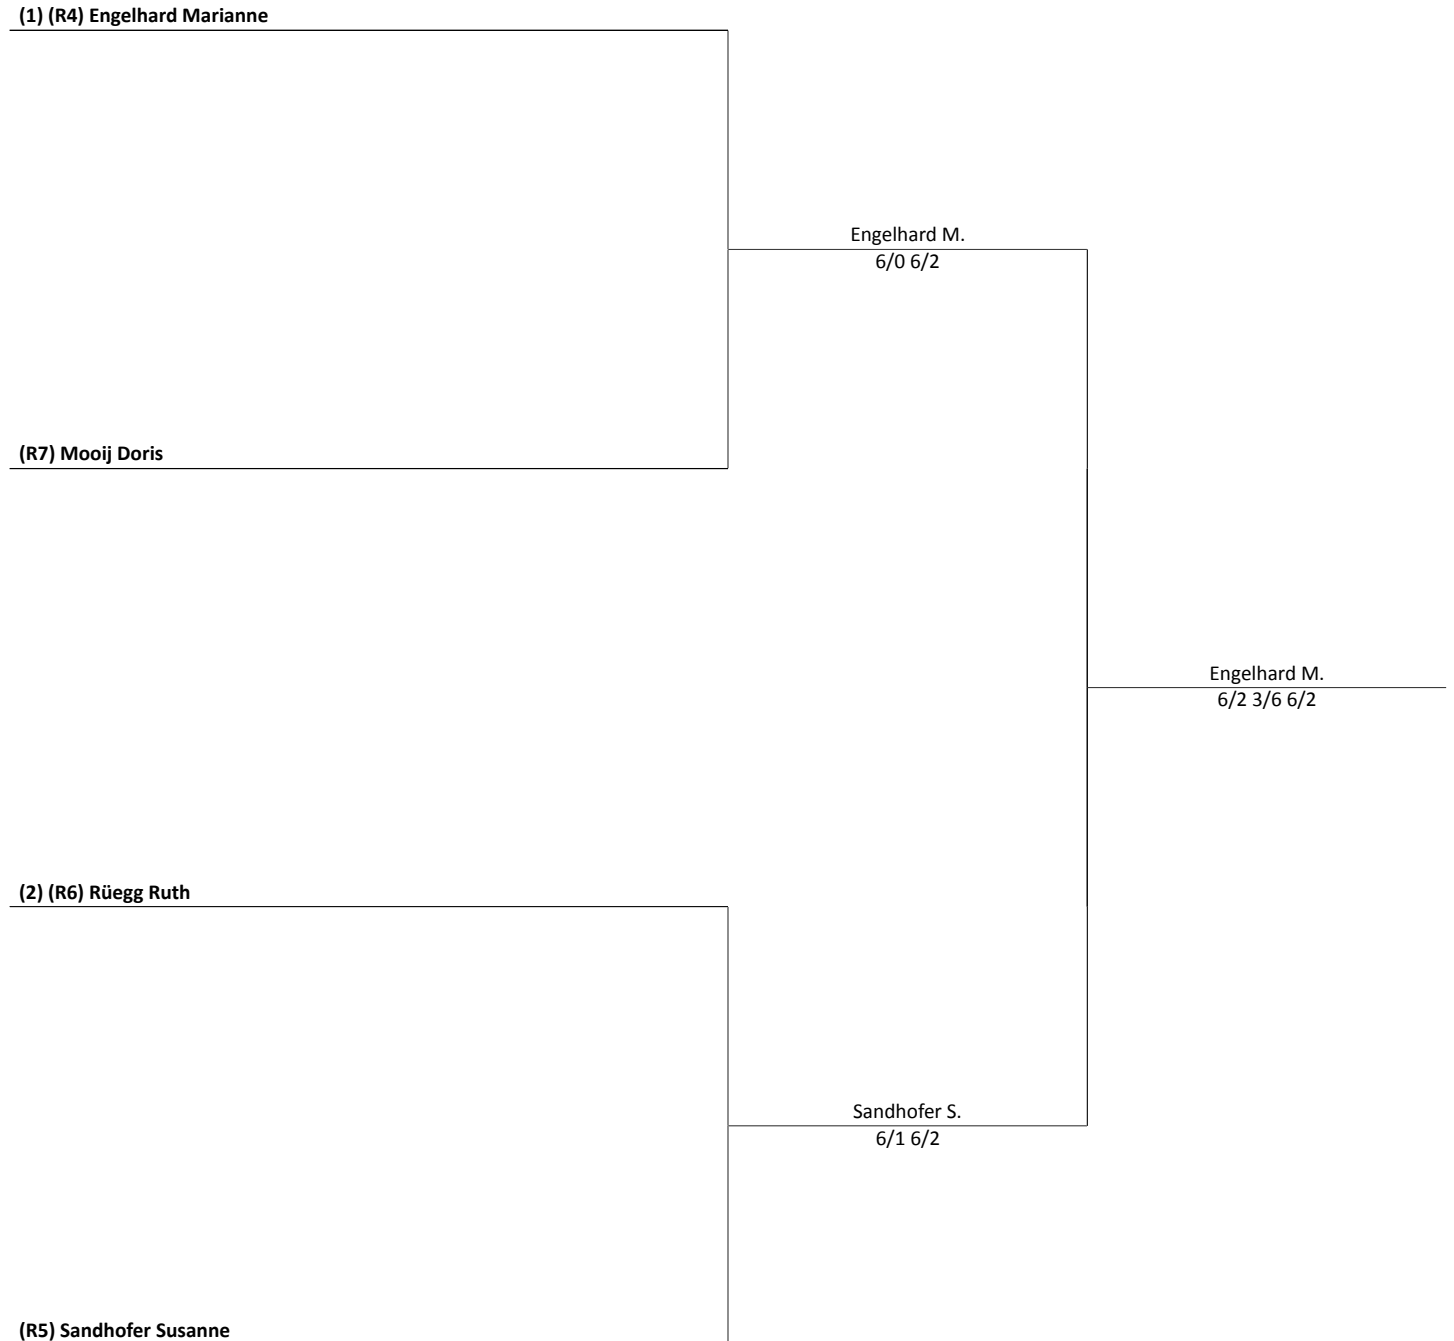 (1) (R4) Engelhard Marianne
Engelhard M.
6/0 6/2
(R7) Mooij Doris
Engelhard M.
6/2 3/6 6/2
(2) (R6) Rüegg Ruth
Sandhofer S.
6/1 6/2
(R5) Sandhofer Susanne